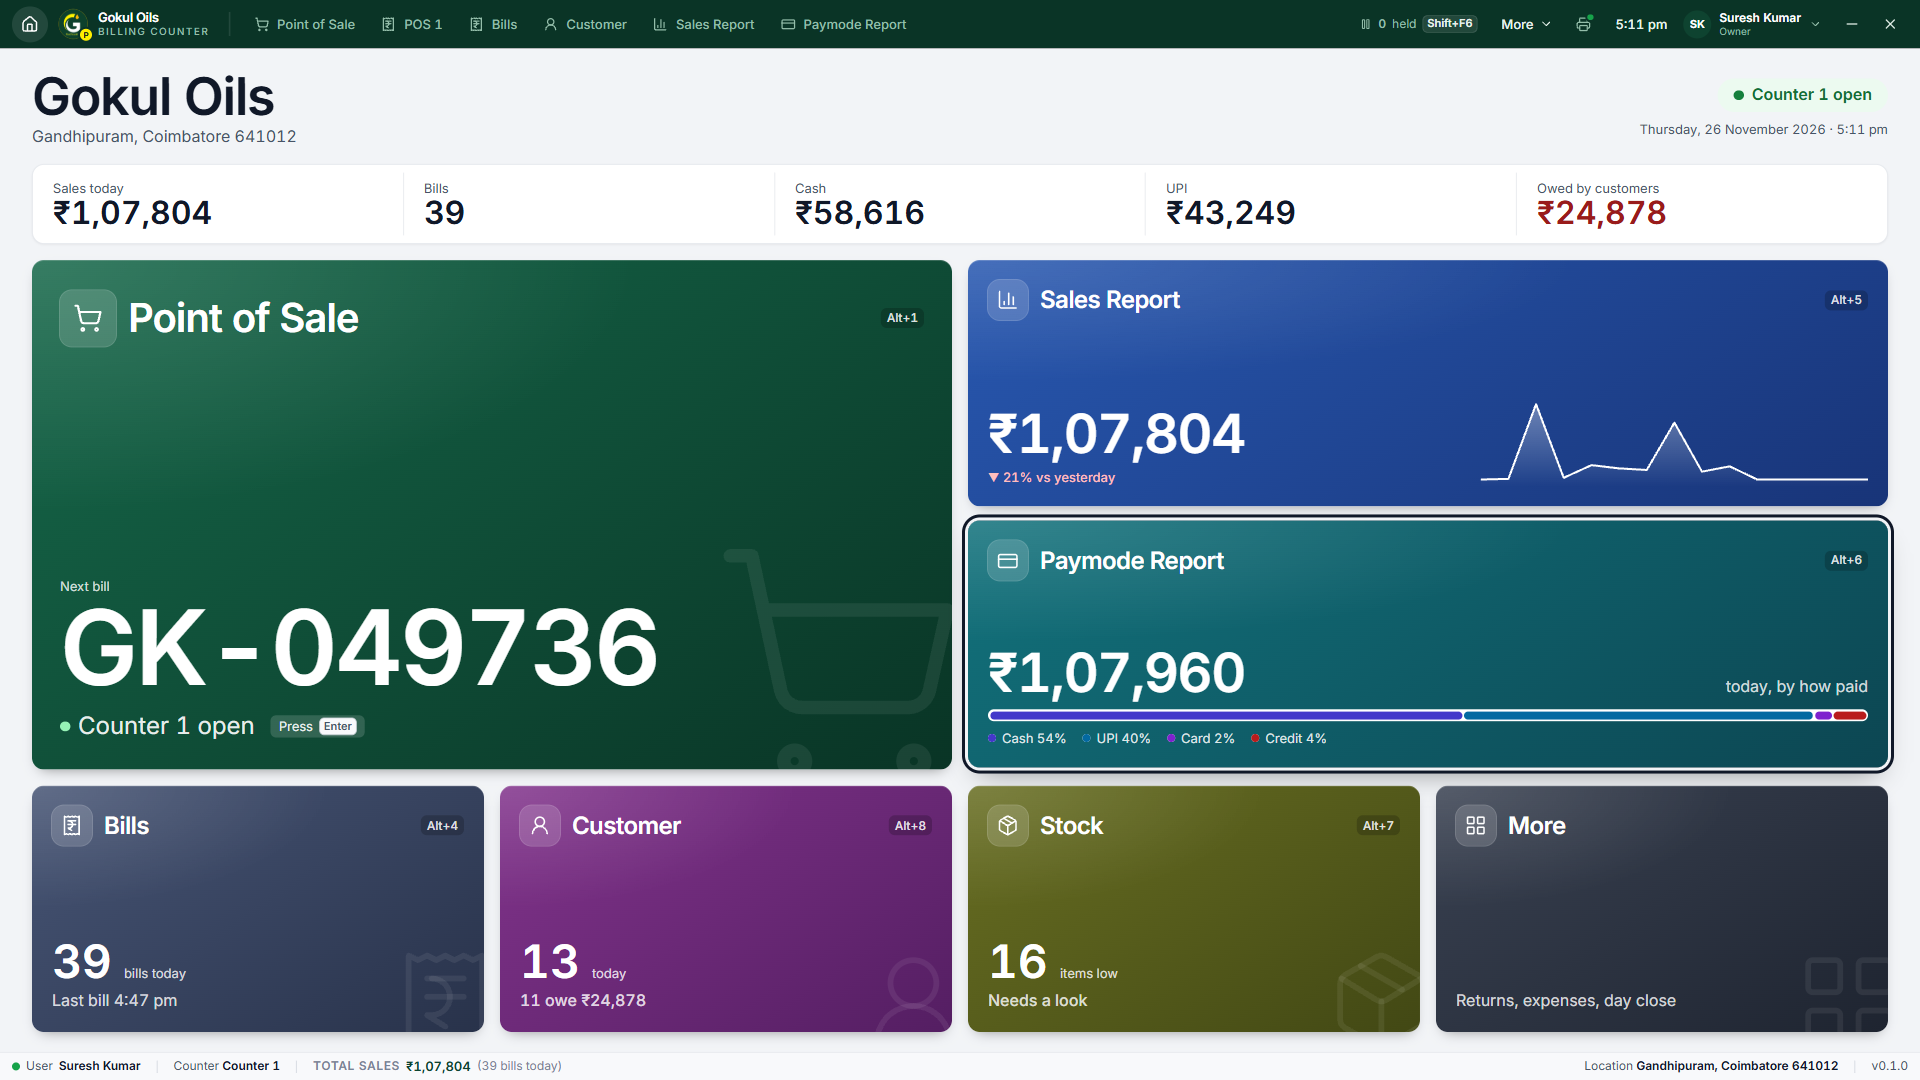 Gokul Oils
BILLING COUNTER
Point of Sale
POS 1
Bills
Customer
Sales Report
Paymode Report
0 held Shift+F6
More
5:11 pm
SK
Suresh Kumar
Owner
Gokul Oils
Gandhipuram, Coimbatore 641012
Counter 1 open
Thursday, 26 November 2026 · 5:11 pm
Sales today
₹1,07,804
Bills
39
Cash
₹58,616
UPI
₹43,249
Owed by customers
₹24,878
Point of Sale
Alt+1
Next bill
GK-049736
Counter 1 open
Press Enter
Sales Report
Alt+5
₹1,07,804
▼ 21% vs yesterday
Paymode Report
Alt+6
₹1,07,960
today, by how paid
Cash 54%
UPI 40%
Card 2%
Credit 4%
Bills
Alt+4
39 bills today
Last bill 4:47 pm
Customer
Alt+8
13 today
11 owe ₹24,878
Stock
Alt+7
16 items low
Needs a look
More
Returns, expenses, day close
User Suresh Kumar
Counter Counter 1
TOTAL SALES ₹1,07,804 (39 bills today)
Location Gandhipuram, Coimbatore 641012
v0.1.0